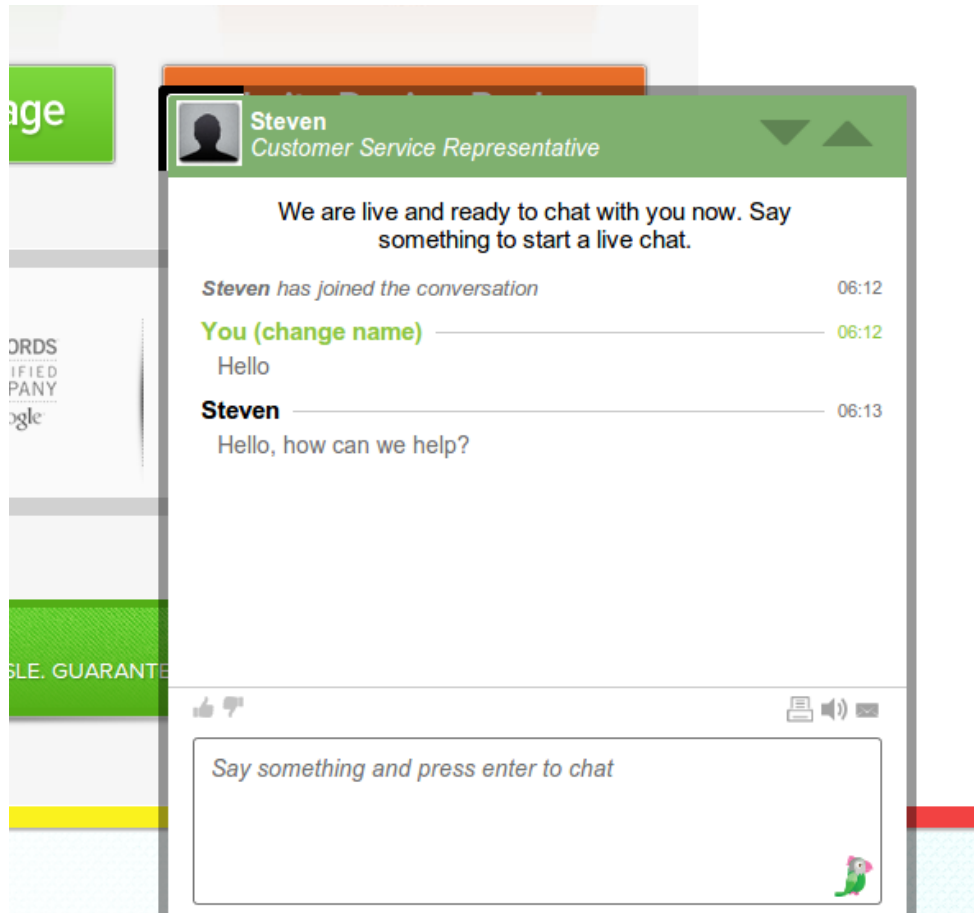 age
Steven
Customer Service Representative
We are live and ready to chat with you now. Say
something to start a live chat.
Steven has joined the conversation 06:12
You (change name) 06:12
Hello
ORDS
IFIED
PANY
ogle
Steven 06:13
Hello, how can we help?
SLE. GUARANTE
Say something and press enter to chat